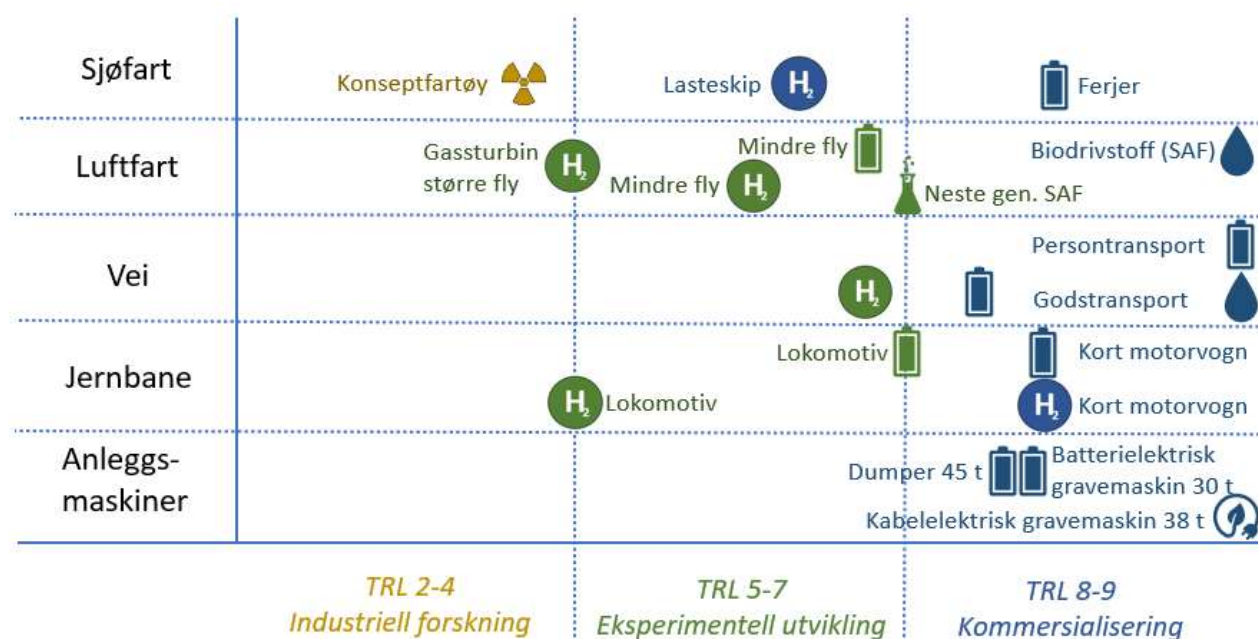 Sjøfart
Konseptfartøy
Lasteskip
H2
Ferjer
Luftfart
Gassturbin
større fly
H2
Mindre fly
H2
Mindre fly
Biodrivstoff (SAF)
Neste gen. SAF
Vei
H2
Persontransport
Godstransport
Jernbane
Lokomotiv
Kort motorvogn
H2
Lokomotiv
H2
Kort motorvogn
Anleggs-
maskiner
Dumper 45 t
Batterielektrisk
gravemaskin 30 t
Kabelelektrisk gravemaskin 38 t
TRL 2-4
Industriell forskning
TRL 5-7
Eksperimentell utvikling
TRL 8-9
Kommersialisering